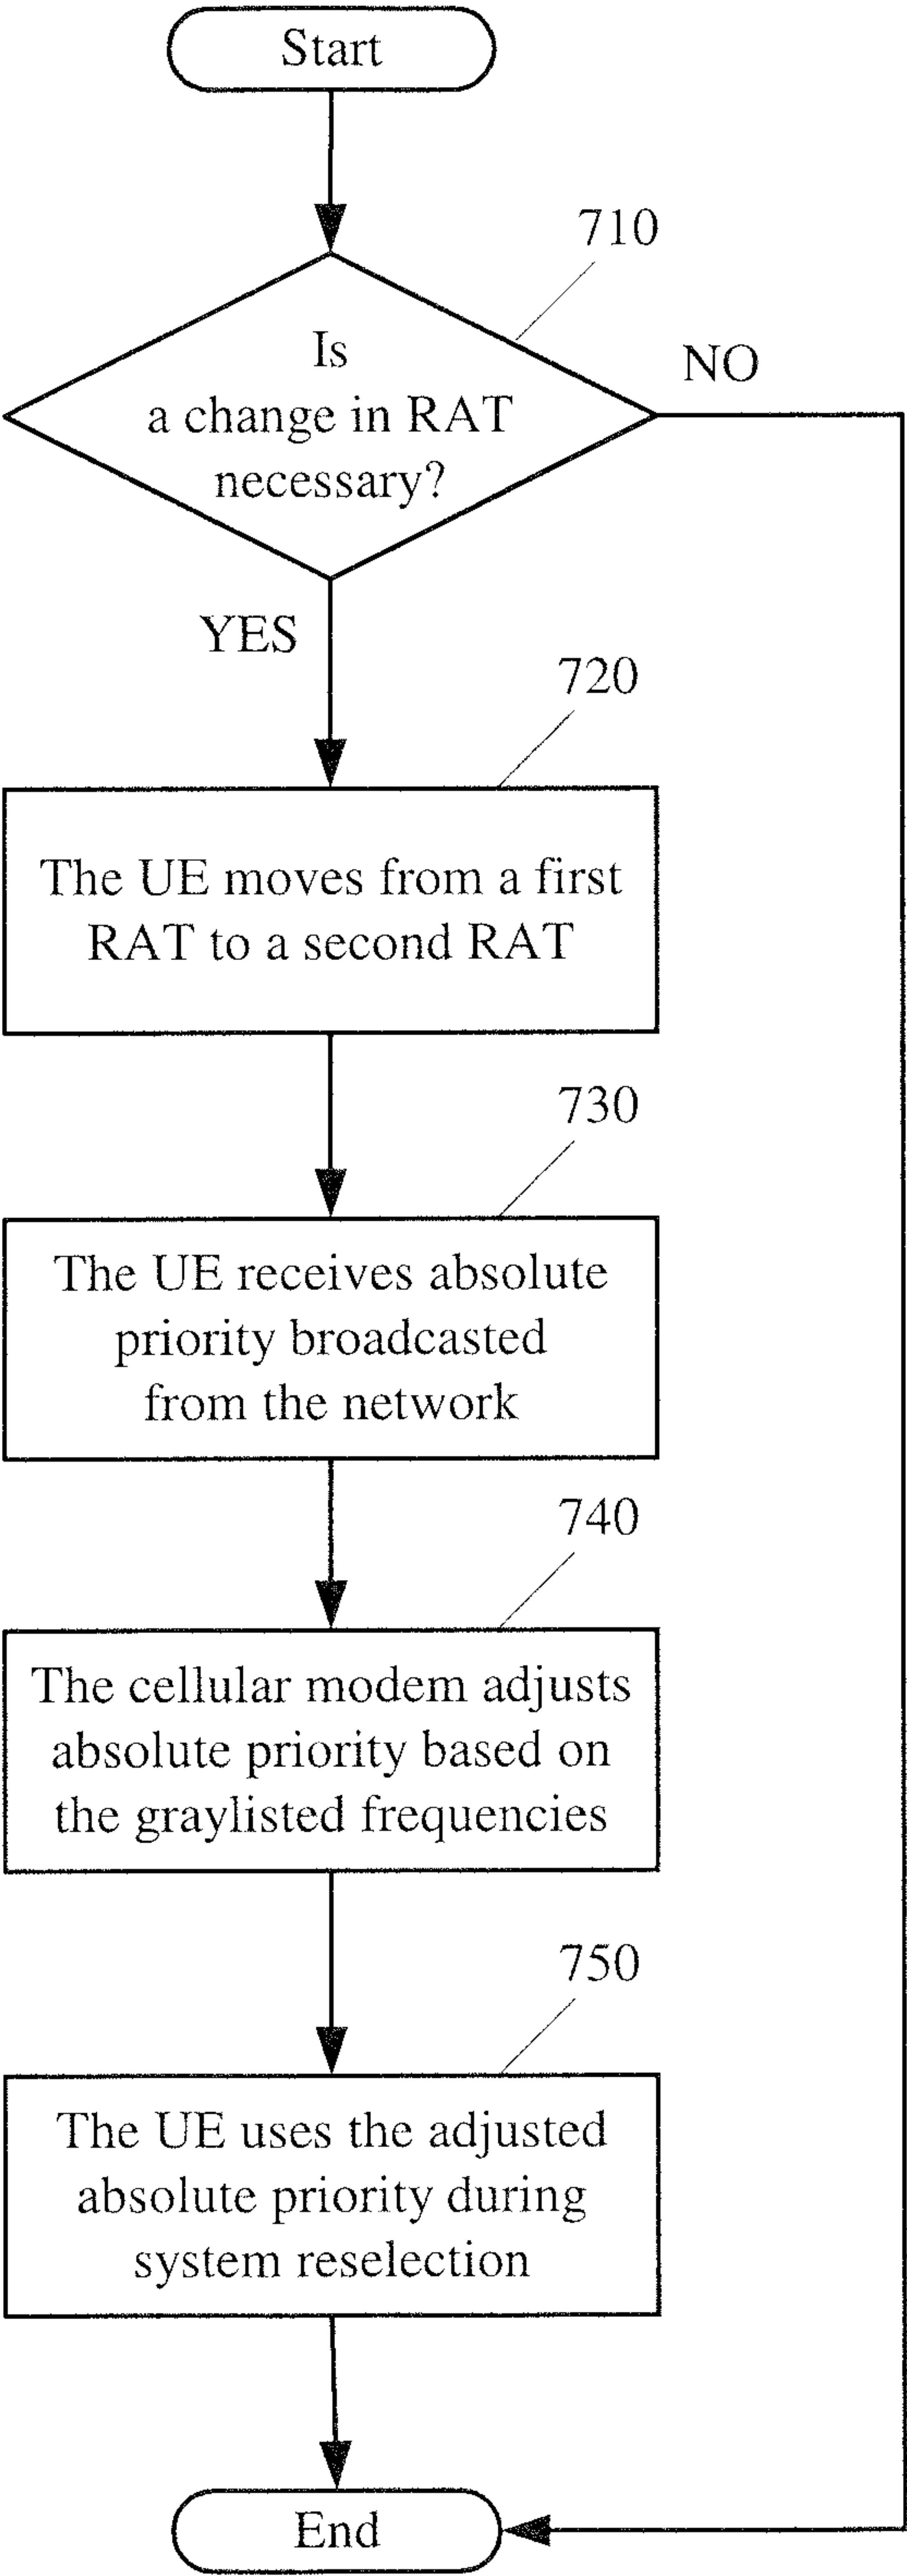 Start
710
Is
a change in RAT
necessary?
NO
YES
720
The UE moves from a first
RAT to a second RAT
730
The UE receives absolute
priority broadcasted
from the network
740
The cellular modem adjusts
absolute priority based on
the graylisted frequencies
750
The UE uses the adjusted
absolute priority during
system reselection
End